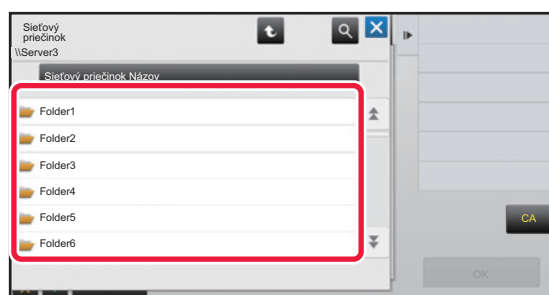 Sieťový
priečinok
\\Server3
Sieťový priečinok Názov
Folder1
Folder2
Folder3
Folder4
Folder5
Folder6
CA
OK